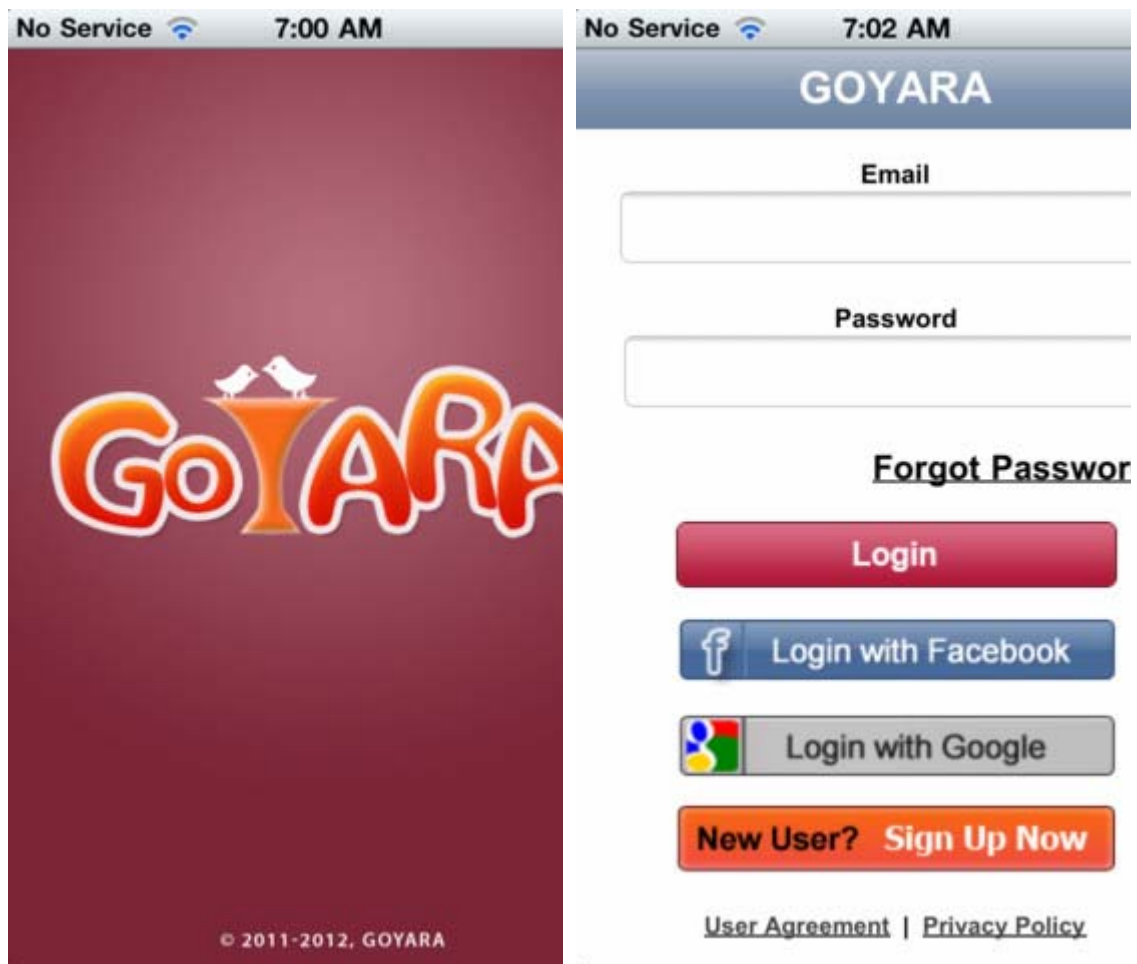 No Service 7:00 AM
GOYARA
© 2011-2012, GOYARA
No Service 7:02 AM
GOYARA
Email
Password
Forgot Passwor
Login
f Login with Facebook
g Login with Google
New User? Sign Up Now
User Agreement | Privacy Policy